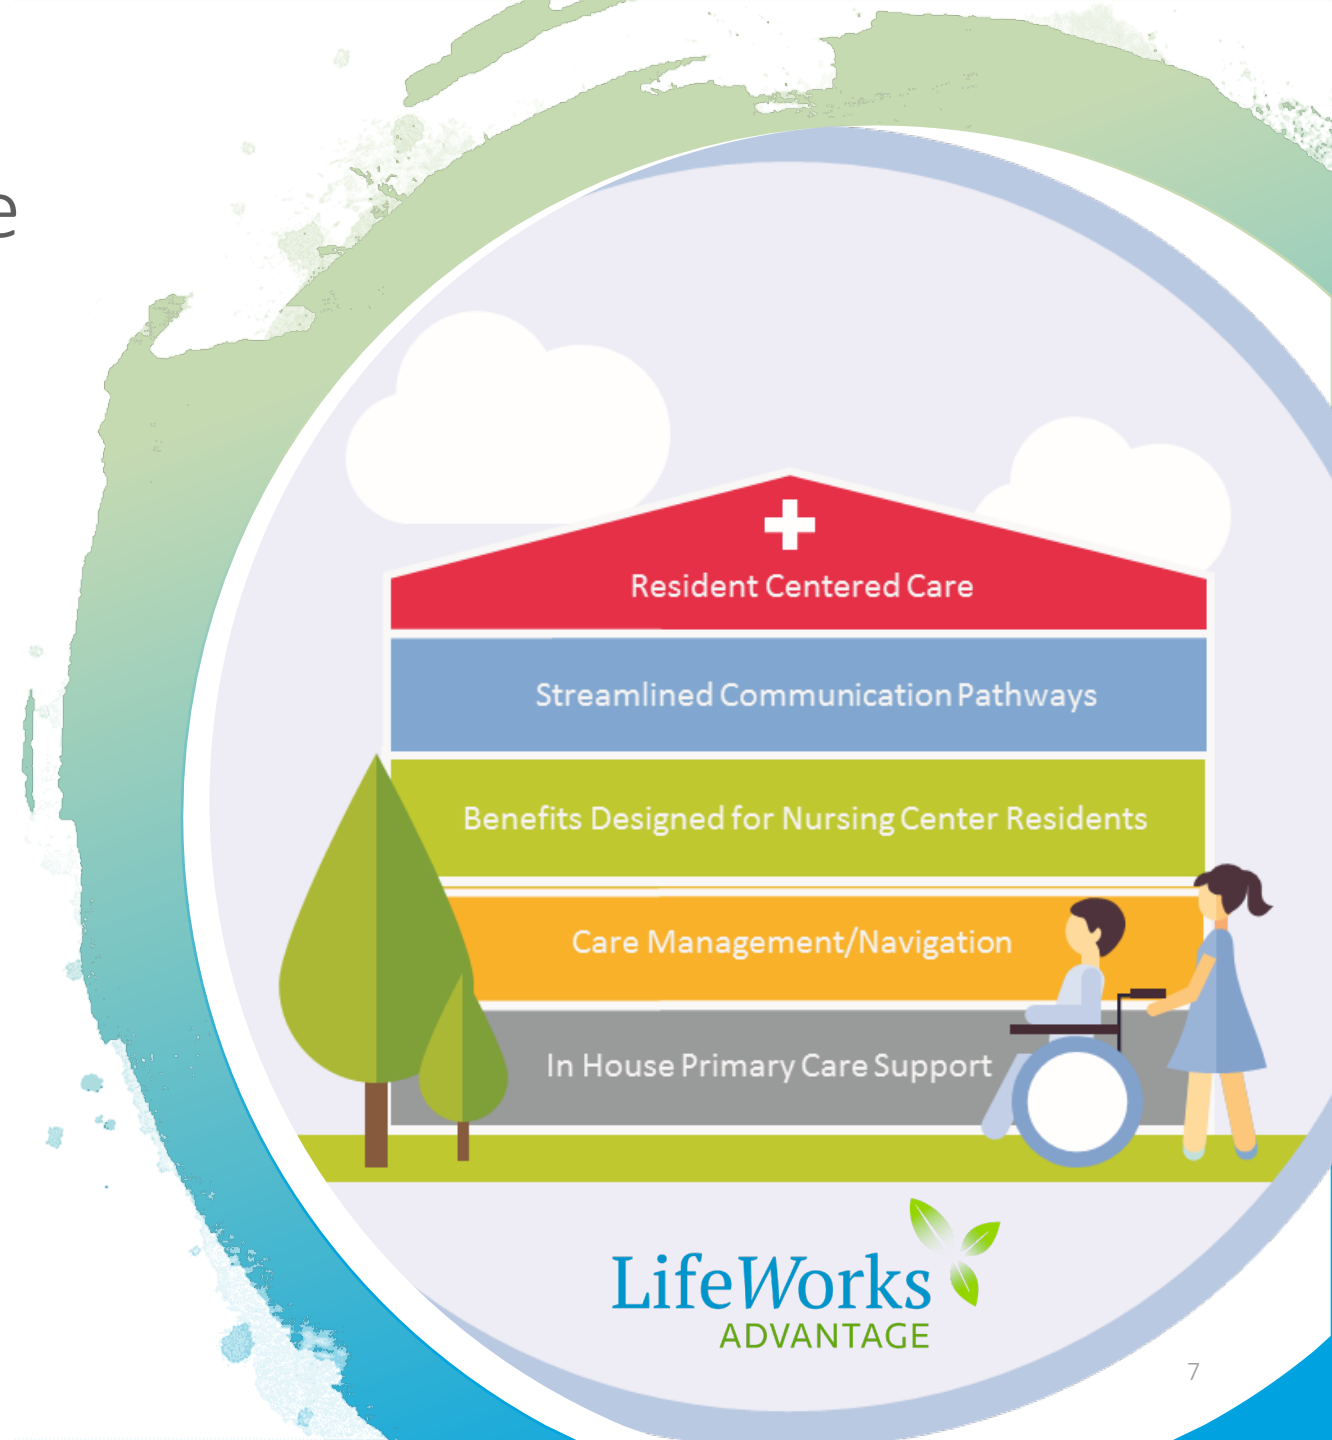 e
Resident Centered Care
Streamlined Communication Pathways
Benefits Designed for Nursing Center Residents
Care Management/Navigation
In House Primary Care Support
LifeWorks
ADVANTAGE
7